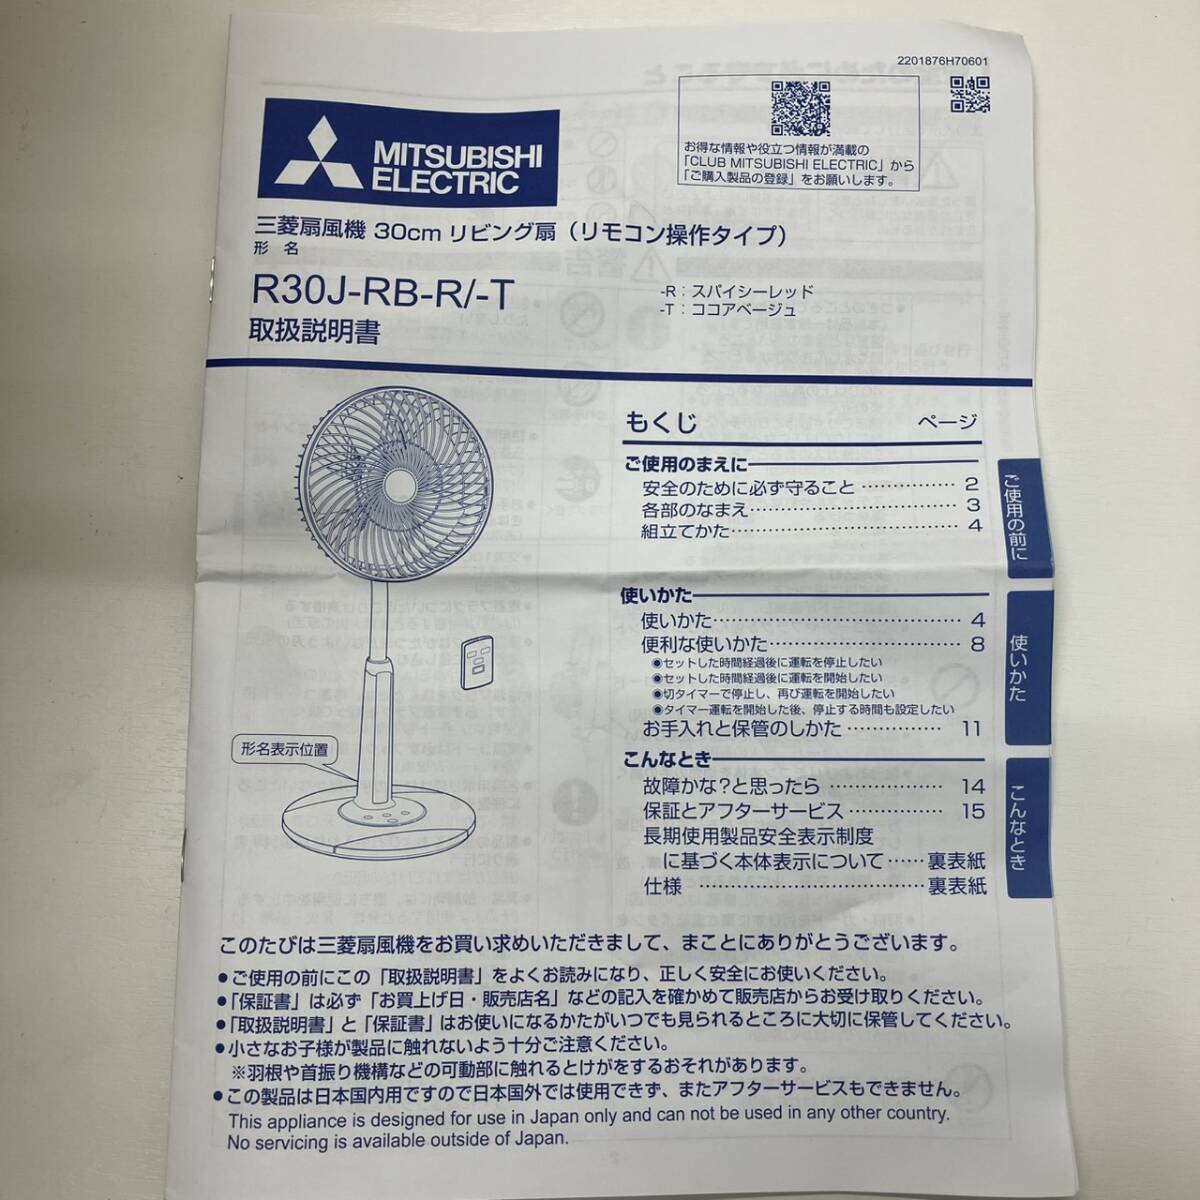 2201876H70601
お得な情報や役立つ情報が満載の
「CLUB MITSUBISHI ELECTRIC」から
「ご購入製品の登録」をお願いします。
MITSUBISHI
ELECTRIC
三菱扇風機 30cm リビング扇（リモコン操作タイプ）
形 名
R30J-RB-R/-T
-R：スパイシーレッド
-T：ココアベージュ
取扱説明書
もくじ ページ
ご使用のまえに
安全のために必ず守ること …………… 2
各部のなまえ…………………………… 3
組立てかた……………………………… 4
使いかた
使いかた………………………………… 4
便利な使いかた………………………… 8
◉セットした時間経過後に運転を停止したい
◉セットした時間経過後に運転を開始したい
◉切タイマーで停止し、再び運転を開始したい
◉タイマー運転を開始した後、停止する時間も設定したい
お手入れと保管のしかた …………… 11
こんなとき
故障かな?と思ったら ……………… 14
保証とアフターサービス …………… 15
長期使用製品安全表示制度
に基づく本体表示について…… 裏表紙
仕様 ……………………………… 裏表紙
ご使用の前に
使いかた
こんなとき
形名表示位置
このたびは三菱扇風機をお買い求めいただきまして、まことにありがとうございます。
●ご使用の前にこの「取扱説明書」をよくお読みになり、正しく安全にお使いください。
●「保証書」は必ず「お買上げ日・販売店名」などの記入を確かめて販売店からお受け取りください。
●「取扱説明書」と「保証書」はお使いになるかたがいつでも見られるところに大切に保管してください。
●小さなお子様が製品に触れないよう十分ご注意ください。
※羽根や首振り機構などの可動部に触れるとけがをするおそれがあります。
●この製品は日本国内用ですので日本国外では使用できず、またアフターサービスもできません。
This appliance is designed for use in Japan only and can not be used in any other country.
No servicing is available outside of Japan.